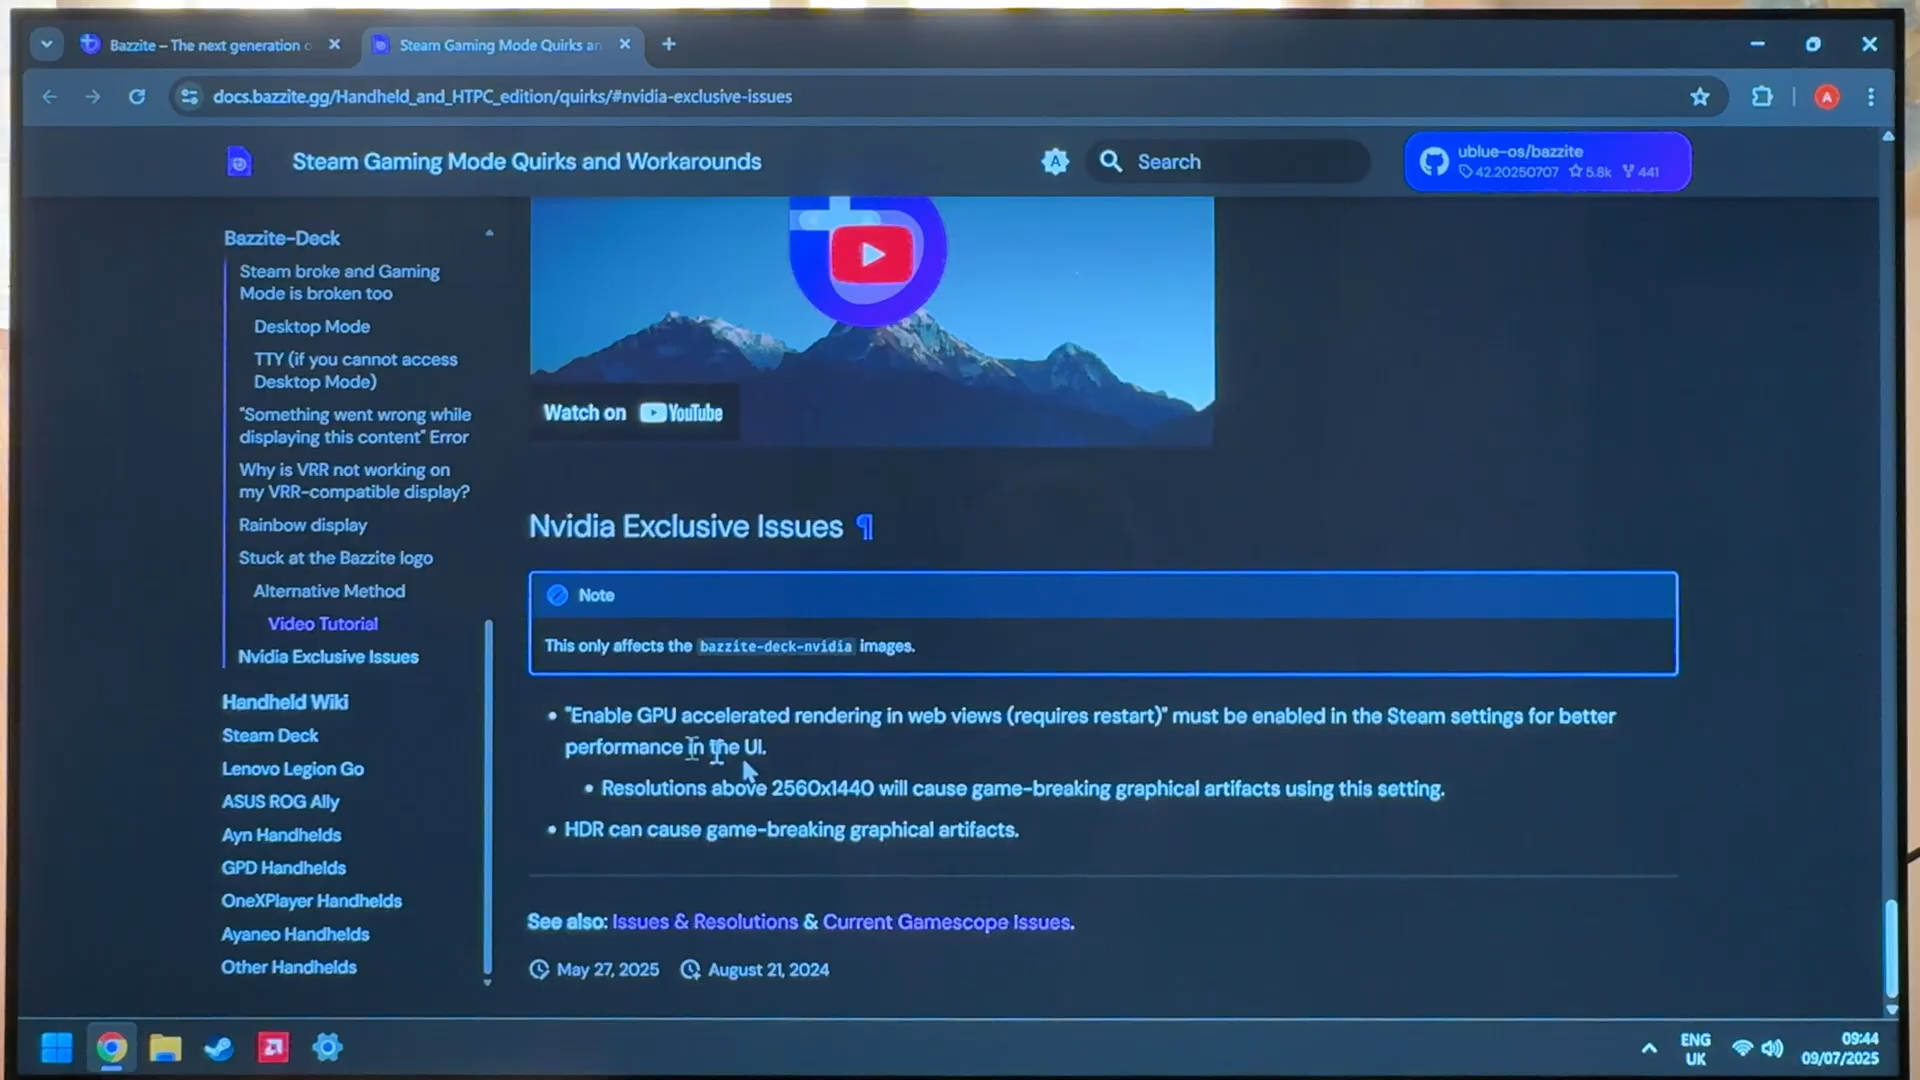 Bazzite – The next generation o
Steam Gaming Mode Quirks an
docs.bazzite.gg/Handheld_and_HTPC_edition/quirks/#nvidia-exclusive-issues
A
Steam Gaming Mode Quirks and Workarounds
A
Search
ublue-os/bazzite
42.20250707 5.8k 441
Bazzite-Deck
Steam broke and Gaming
Mode is broken too
Desktop Mode
TTY (if you cannot access
Desktop Mode)
"Something went wrong while
displaying this content" Error
Why is VRR not working on
my VRR-compatible display?
Rainbow display
Stuck at the Bazzite logo
Alternative Method
Video Tutorial
Nvidia Exclusive Issues
Handheld Wiki
Steam Deck
Lenovo Legion Go
ASUS ROG Ally
Ayn Handhelds
GPD Handhelds
OneXPlayer Handhelds
Ayaneo Handhelds
Other Handhelds
Watch on YouTube
Nvidia Exclusive Issues ¶
Note
This only affects the bazzite-deck-nvidia images.
• "Enable GPU accelerated rendering in web views (requires restart)" must be enabled in the Steam settings for better
performance in the UI.
• Resolutions above 2560x1440 will cause game-breaking graphical artifacts using this setting.
• HDR can cause game-breaking graphical artifacts.
See also: Issues & Resolutions & Current Gamescope Issues.
May 27, 2025 August 21, 2024
ENG
UK
09:44
09/07/2025